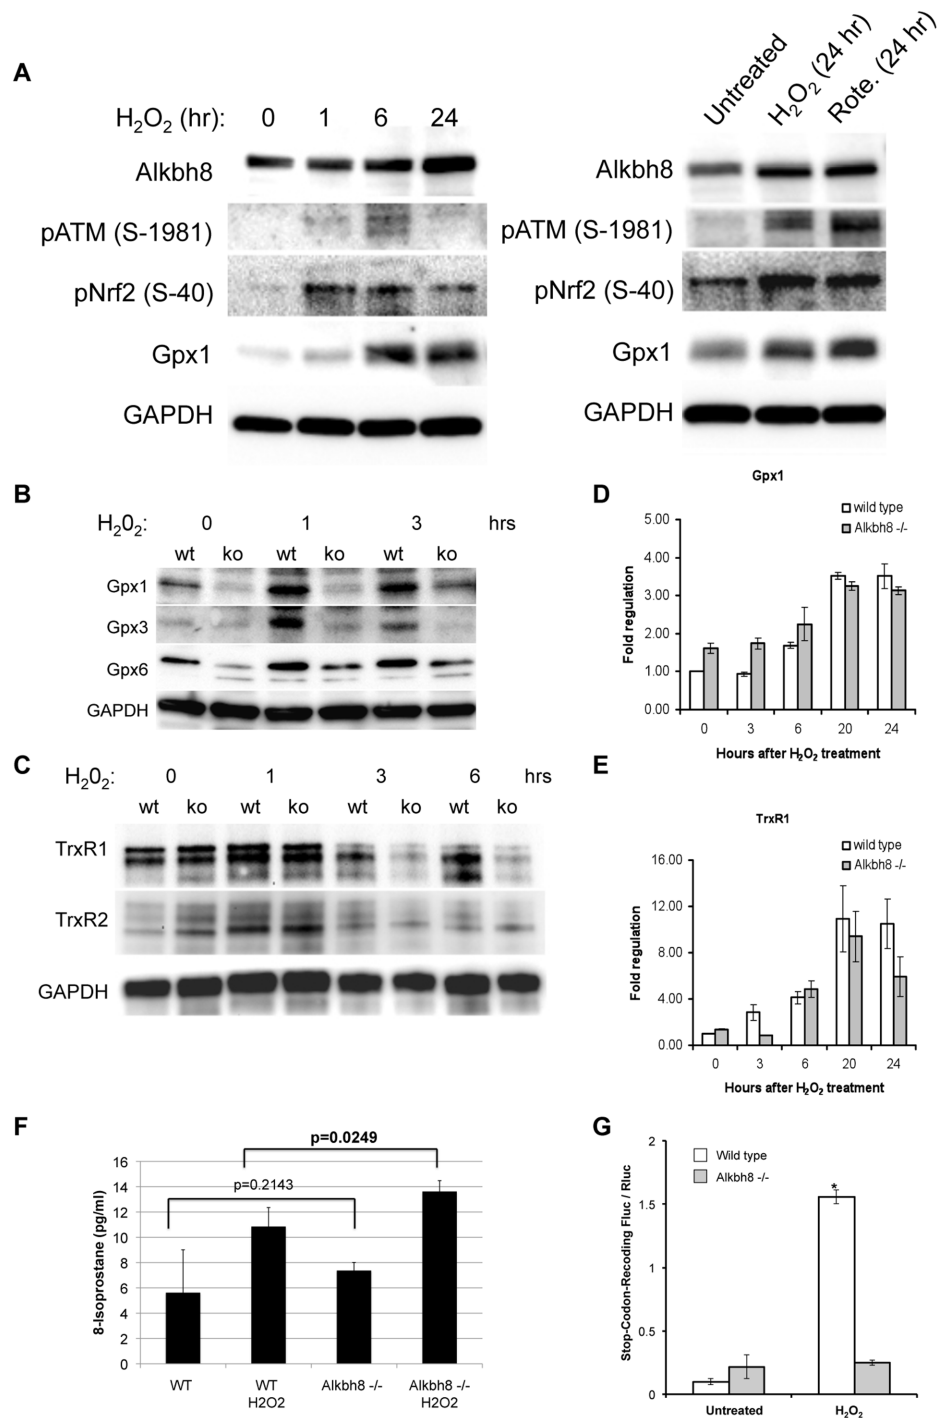 A
H2O2 (hr): 0 1 6 24
Alkbh8
pATM (S-1981)
pNrf2 (S-40)
Gpx1
GAPDH
Untreated
H2O2 (24 hr)
Rote. (24 hr)
Alkbh8
pATM (S-1981)
pNrf2 (S-40)
Gpx1
GAPDH
B
H202: 0 1 3 hrs
wt ko wt ko wt ko
Gpx1
Gpx3
Gpx6
GAPDH
C
H202: 0 1 3 6 hrs
wt ko wt ko wt ko wt ko
TrxR1
TrxR2
GAPDH
D
Gpx1
wild type
Alkbh8 -/-
Fold regulation
5.00
4.00
3.00
2.00
1.00
0.00
0 3 6 20 24
Hours after H2O2 treatment
E
TrxR1
wild type
Alkbh8 -/-
Fold regulation
16.00
12.00
8.00
4.00
0.00
0 3 6 20 24
Hours after H2O2 treatment
F
p=0.0249
p=0.2143
8-Isoprostane (pg/ml)
16
14
12
10
8
6
4
2
0
WT
WT
H2O2
Alkbh8 -/-
Alkbh8 -/-
H2O2
G
Wild type
Alkbh8 -/-
Stop-Codon-Recoding Fluc / Rluc
2
1.5
1
0.5
0
*
Untreated
H2O2